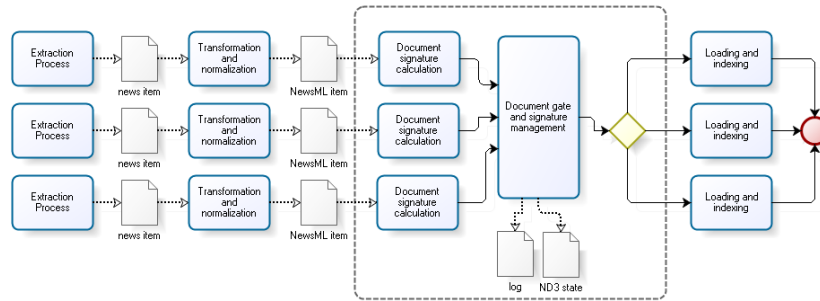 Extraction
Process
news item
Transformation
and
normalization
NewsML item
Document
signature
calculation
Extraction
Process
news item
Transformation
and
normalization
NewsML item
Document
signature
calculation
Extraction
Process
news item
Transformation
and
normalization
NewsML item
Document
signature
calculation
Document gate
and signature
management
log
ND3 state
Loading and
indexing
Loading and
indexing
Loading and
indexing